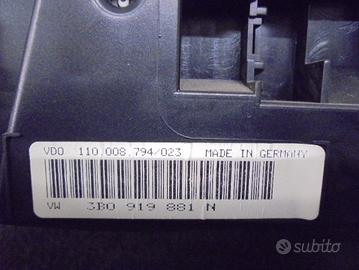 VDO 110.008.794/023 MADE IN GERMANY
VW 3B0 919 881 N
subito